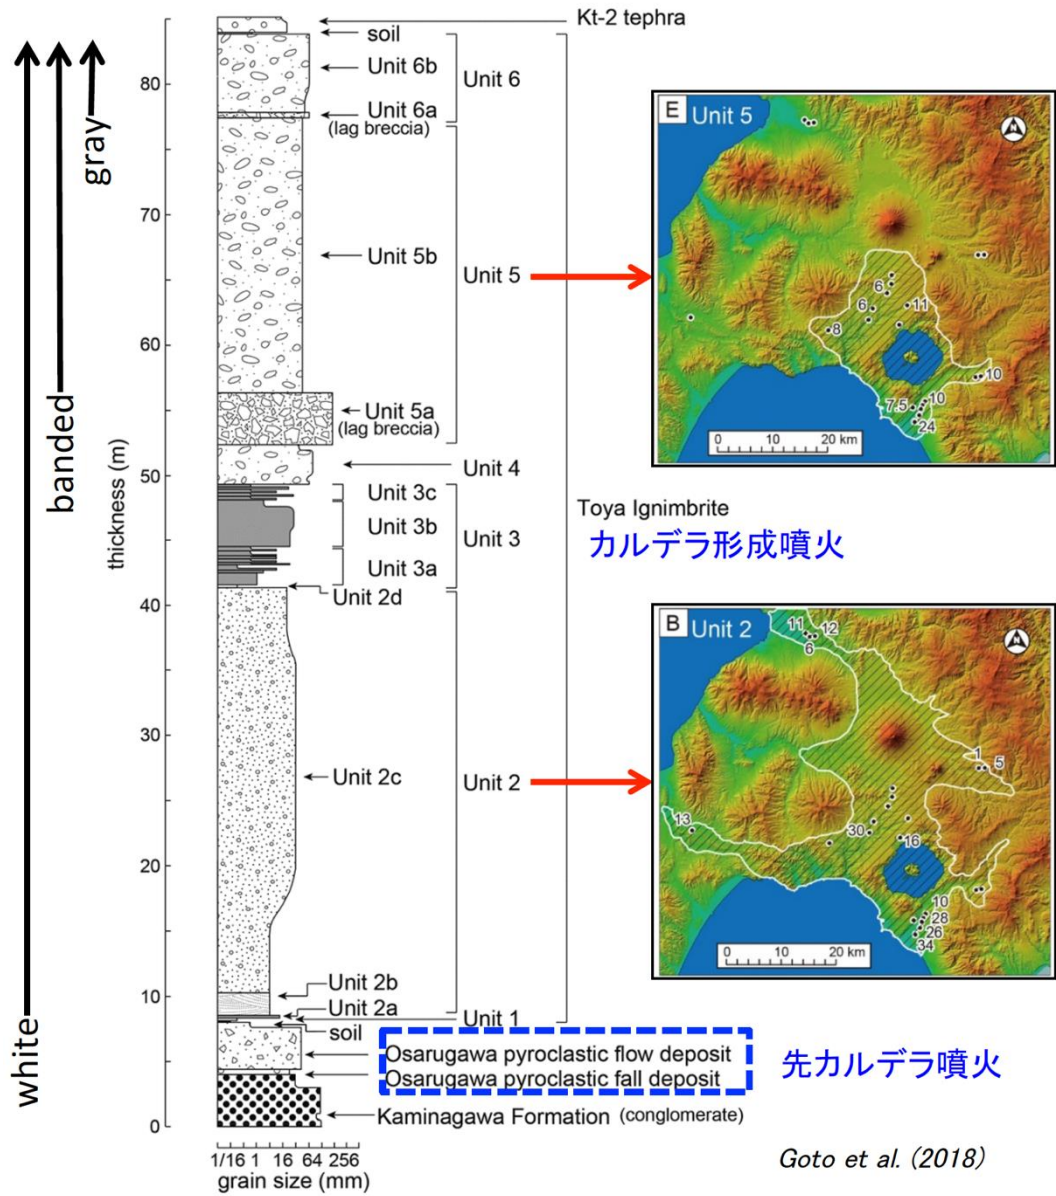 gray
banded
white
thickness (m)
80
70
60
50
40
30
20
10
0
1/16 1 16 64 256
grain size (mm)
Kt-2 tephra
soil
Unit 6b
Unit 6
Unit 6a
(lag breccia)
Unit 5b
Unit 5
Unit 5a
(lag breccia)
Unit 4
Unit 3c
Unit 3b
Unit 3
Unit 3a
Unit 2d
Unit 2c
Unit 2
Unit 2b
Unit 2a
Unit 1
soil
Osarugawa pyroclastic flow deposit
Osarugawa pyroclastic fall deposit
Kaminagawa Formation (conglomerate)
Toya Ignimbrite
カルデラ形成噴火
先カルデラ噴火
E Unit 5
N
6
6
11
8
10
10
7.5
24
0 10 20 km
B Unit 2
N
11
12
6
1
5
13
30
16
10
28
26
34
0 10 20 km
Goto et al. (2018)